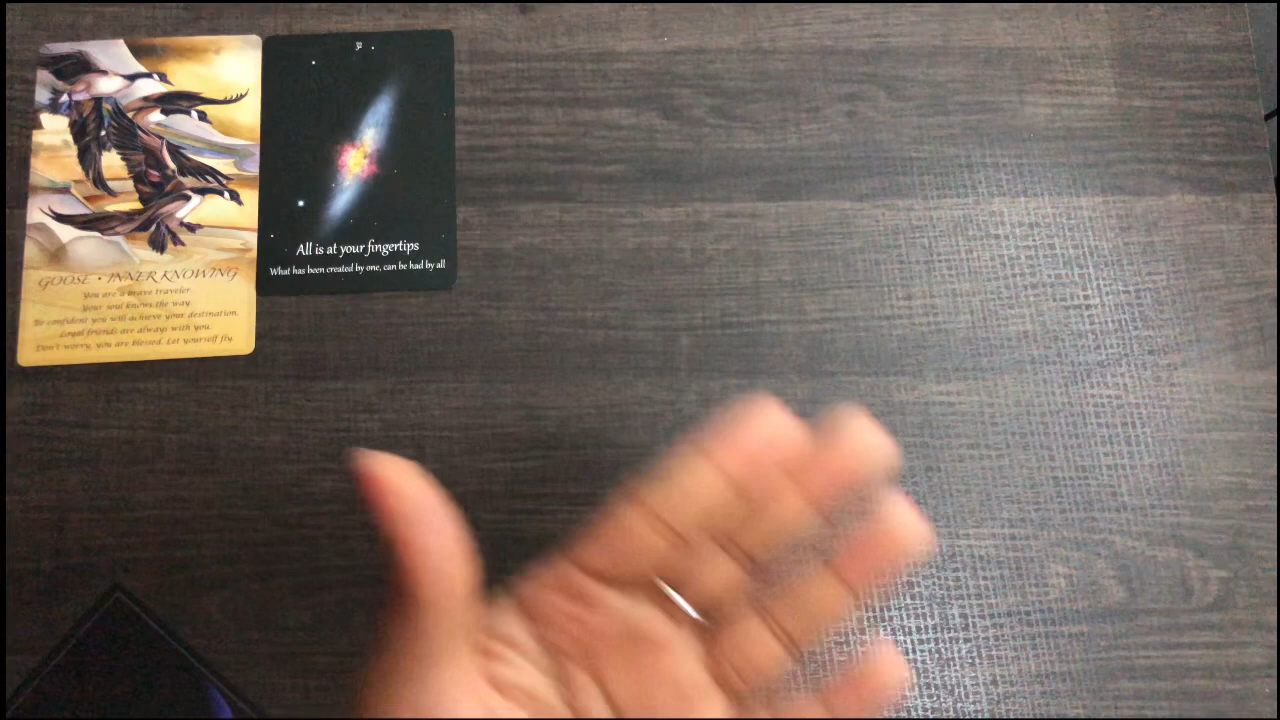 GOOSE • INNER KNOWING
You are a brave traveler.
Your soul knows the way.
Be confident you will achieve your destination.
Loyal friends are always with you.
Don't worry, you are blessed. Let yourself fly.
32
All is at your fingertips
What has been created by one, can be had by all